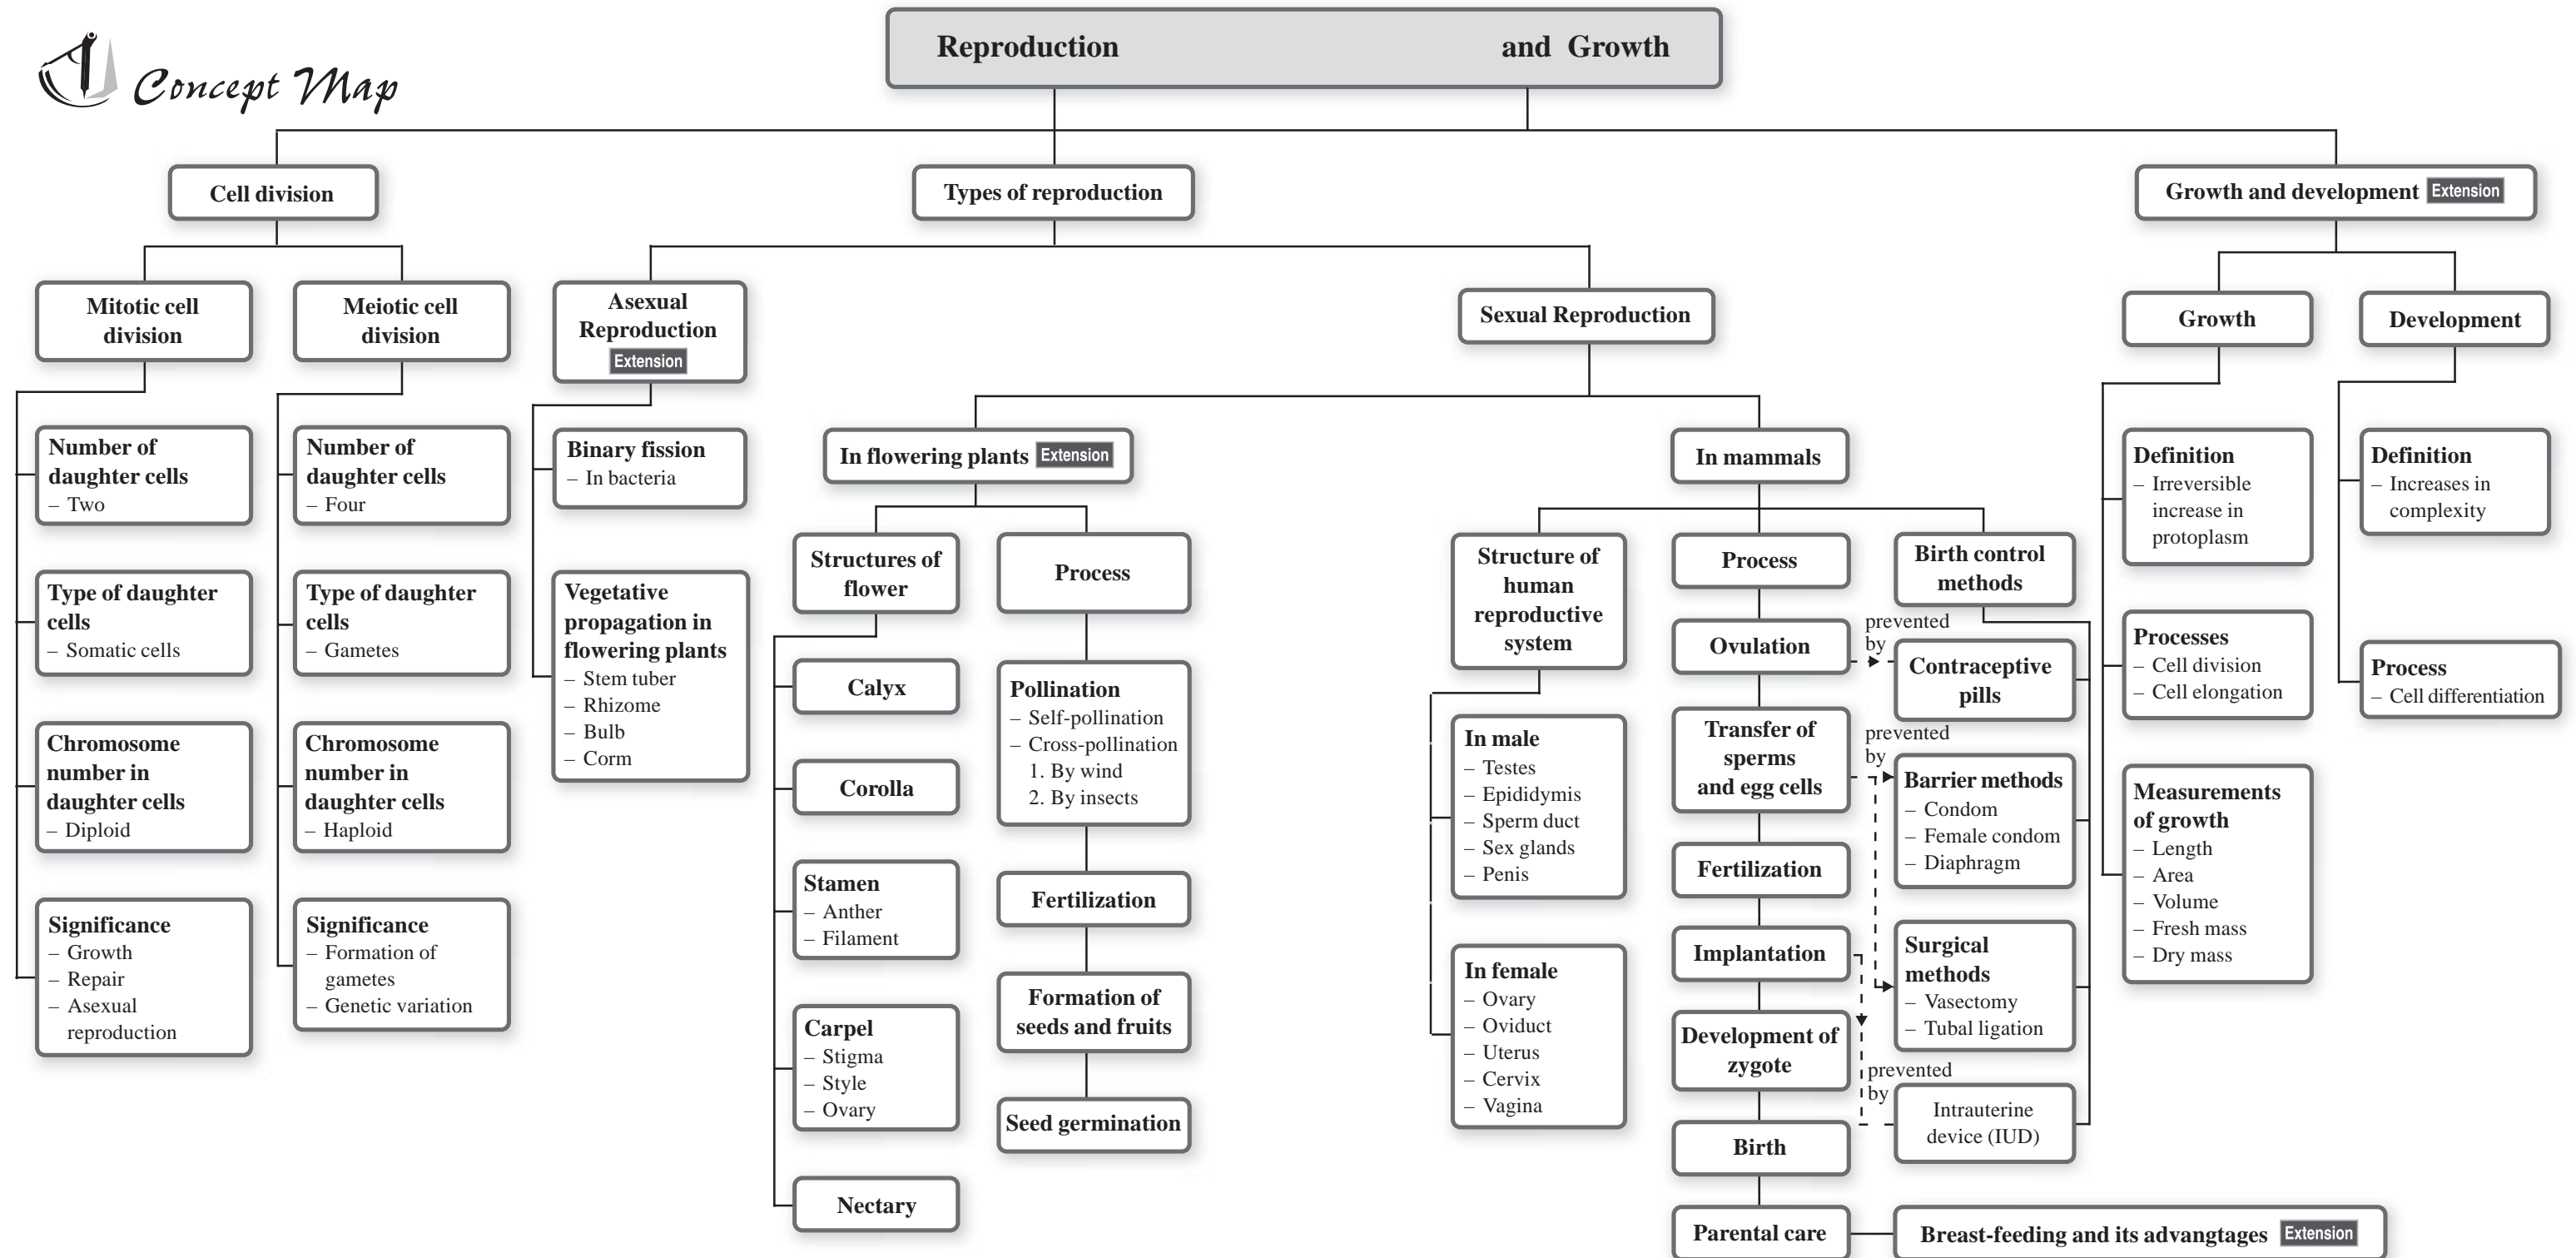 Concept Map
Reproduction and Growth
Cell division
Types of reproduction
Growth and development Extension
Mitotic cell
division
Number of
daughter cells
– Two
Type of daughter
cells
– Somatic cells
Chromosome
number in
daughter cells
– Diploid
Significance
– Growth
– Repair
– Asexual
reproduction
Meiotic cell
division
Number of
daughter cells
– Four
Type of daughter
cells
– Gametes
Chromosome
number in
daughter cells
– Haploid
Significance
– Formation of
gametes
– Genetic variation
Asexual
Reproduction
Extension
Binary fission
– In bacteria
Vegetative
propagation in
flowering plants
– Stem tuber
– Rhizome
– Bulb
– Corm
Sexual Reproduction
In flowering plants Extension
Structures of
flower
Calyx
Corolla
Stamen
– Anther
– Filament
Carpel
– Stigma
– Style
– Ovary
Nectary
Process
Pollination
– Self-pollination
– Cross-pollination
1. By wind
2. By insects
Fertilization
Formation of
seeds and fruits
Seed germination
In mammals
Structure of
human
reproductive
system
In male
– Testes
– Epididymis
– Sperm duct
– Sex glands
– Penis
In female
– Ovary
– Oviduct
– Uterus
– Cervix
– Vagina
Process
Ovulation
Transfer of
sperms
and egg cells
Fertilization
Implantation
Development of
zygote
Birth
Parental care
Breast-feeding and its advangtages Extension
Birth control
methods
prevented
by
Contraceptive
pills
prevented
by
Barrier methods
– Condom
– Female condom
– Diaphragm
Surgical
methods
– Vasectomy
– Tubal ligation
prevented
by
Intrauterine
device (IUD)
Growth
Definition
– Irreversible
increase in
protoplasm
Processes
– Cell division
– Cell elongation
Measurements
of growth
– Length
– Area
– Volume
– Fresh mass
– Dry mass
Development
Definition
– Increases in
complexity
Process
– Cell differentiation